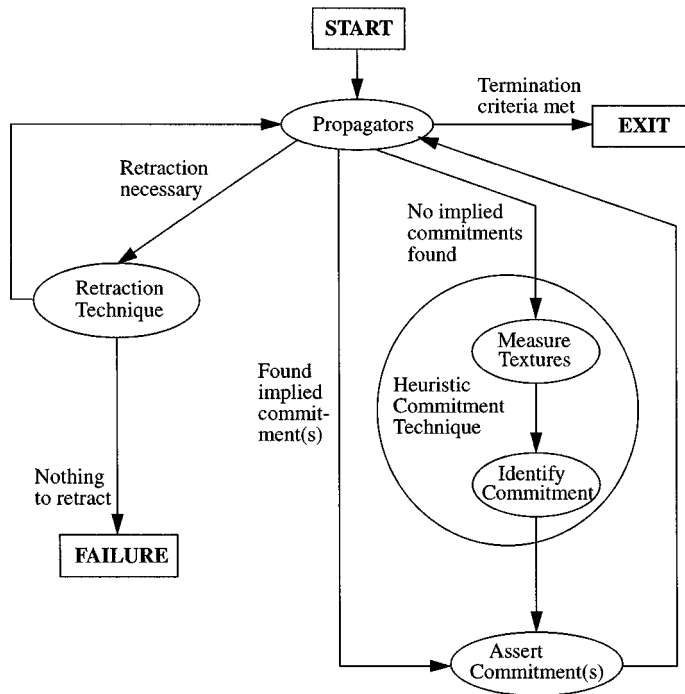 START
Propagators
Termination
criteria met
EXIT
Retraction
necessary
No implied
commitments
found
Retraction
Technique
Measure
Textures
Found
implied
commit-
ment(s)
Heuristic
Commitment
Technique
Identify
Commitment
Nothing
to retract
FAILURE
Assert
Commitment(s)